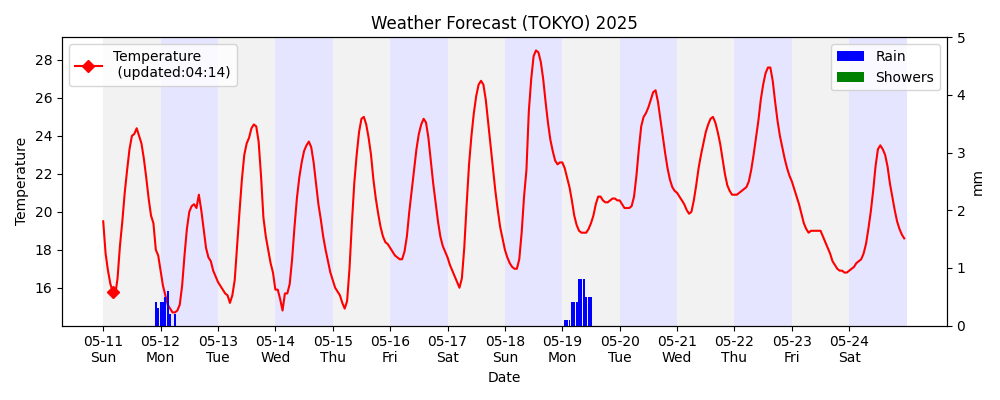 Weather Forecast (TOKYO) 2025
Temperature
(updated:04:14)
Rain
Showers
Temperature
28
26
24
22
20
18
16
5
4
3
2
1
0
mm
05-11 05-12 05-13 05-14 05-15 05-16 05-17 05-18 05-19 05-20 05-21 05-22 05-23 05-24
Sun Mon Tue Wed Thu Fri Sat Sun Mon Tue Wed Thu Fri Sat
Date